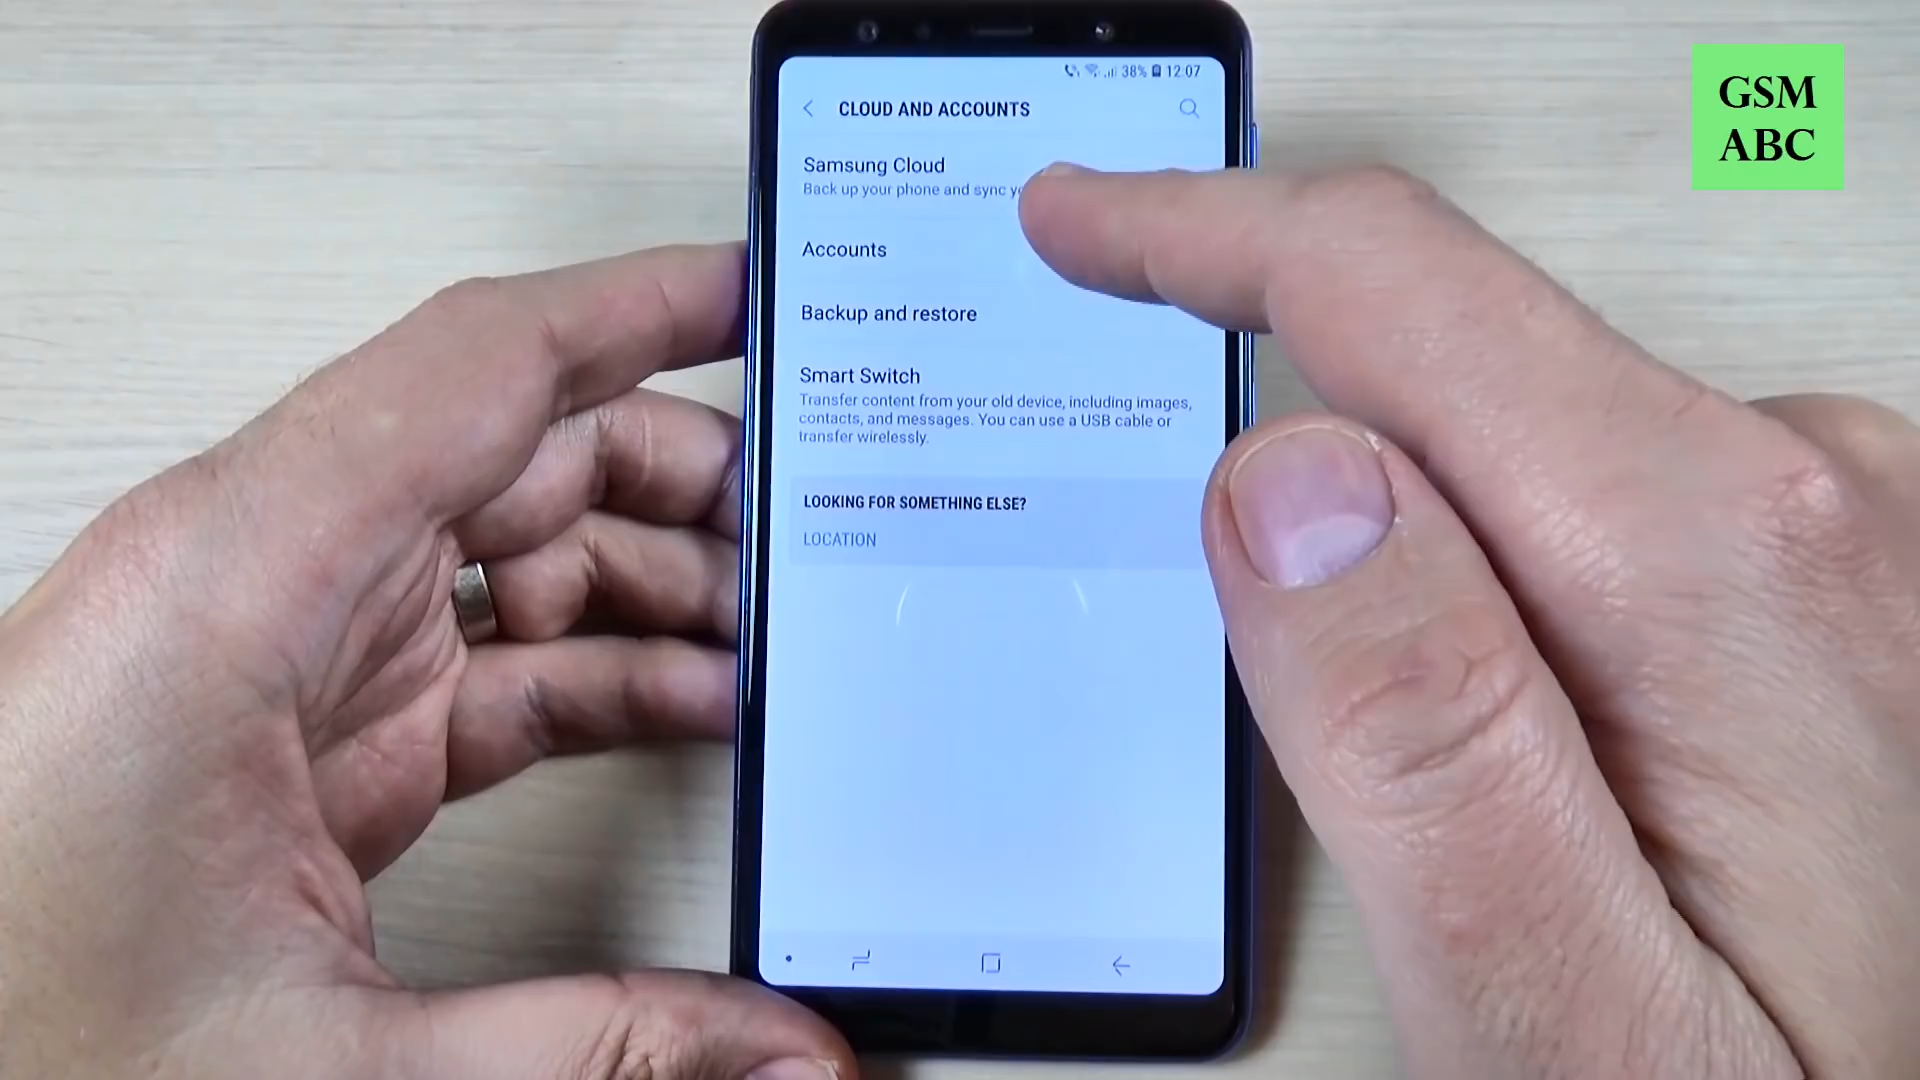 38% 12:07
CLOUD AND ACCOUNTS
Samsung Cloud
Back up your phone and sync
Accounts
Backup and restore
Smart Switch
Transfer content from your old device, including images,
contacts, and messages. You can use a USB cable or
transfer wirelessly.
LOOKING FOR SOMETHING ELSE?
LOCATION
GSM
ABC